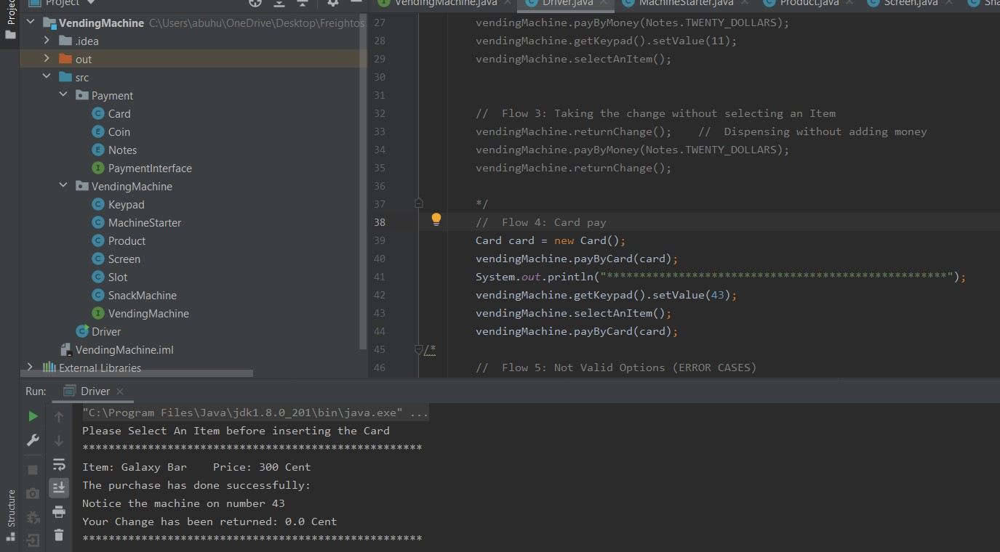 Project
VendingMachine.java
Driver.java
MachineStarter.java
Product.java
Screen.java
Project
VendingMachine C:\Users\abuhu\OneDrive\Desktop\Freightos
.idea
out
src
Payment
Card
Coin
Notes
PaymentInterface
VendingMachine
Keypad
MachineStarter
Product
Screen
Slot
SnackMachine
VendingMachine
Driver
VendingMachine.iml
External Libraries
27 vendingMachine.payByMoney(Notes.TWENTY_DOLLARS);
28 vendingMachine.getKeypad().setValue(11);
29 vendingMachine.selectAnItem();
30
31
32 // Flow 3: Taking the change without selecting an Item
33 vendingMachine.returnChange(); // Dispensing without adding money
34 vendingMachine.payByMoney(Notes.TWENTY_DOLLARS);
35 vendingMachine.returnChange();
36
37 */
38 // Flow 4: Card pay
39 Card card = new Card();
40 vendingMachine.payByCard(card);
41 System.out.println("****************************************************");
42 vendingMachine.getKeypad().setValue(43);
43 vendingMachine.selectAnItem();
44 vendingMachine.payByCard(card);
45 /*
46 // Flow 5: Not Valid Options (ERROR CASES)
Run: Driver
"C:\Program Files\Java\jdk1.8.0_201\bin\java.exe" ...
Please Select An Item before inserting the Card
****************************************************
Item: Galaxy Bar Price: 300 Cent
The purchase has done successfully:
Notice the machine on number 43
Your Change has been returned: 0.0 Cent
****************************************************
Structure